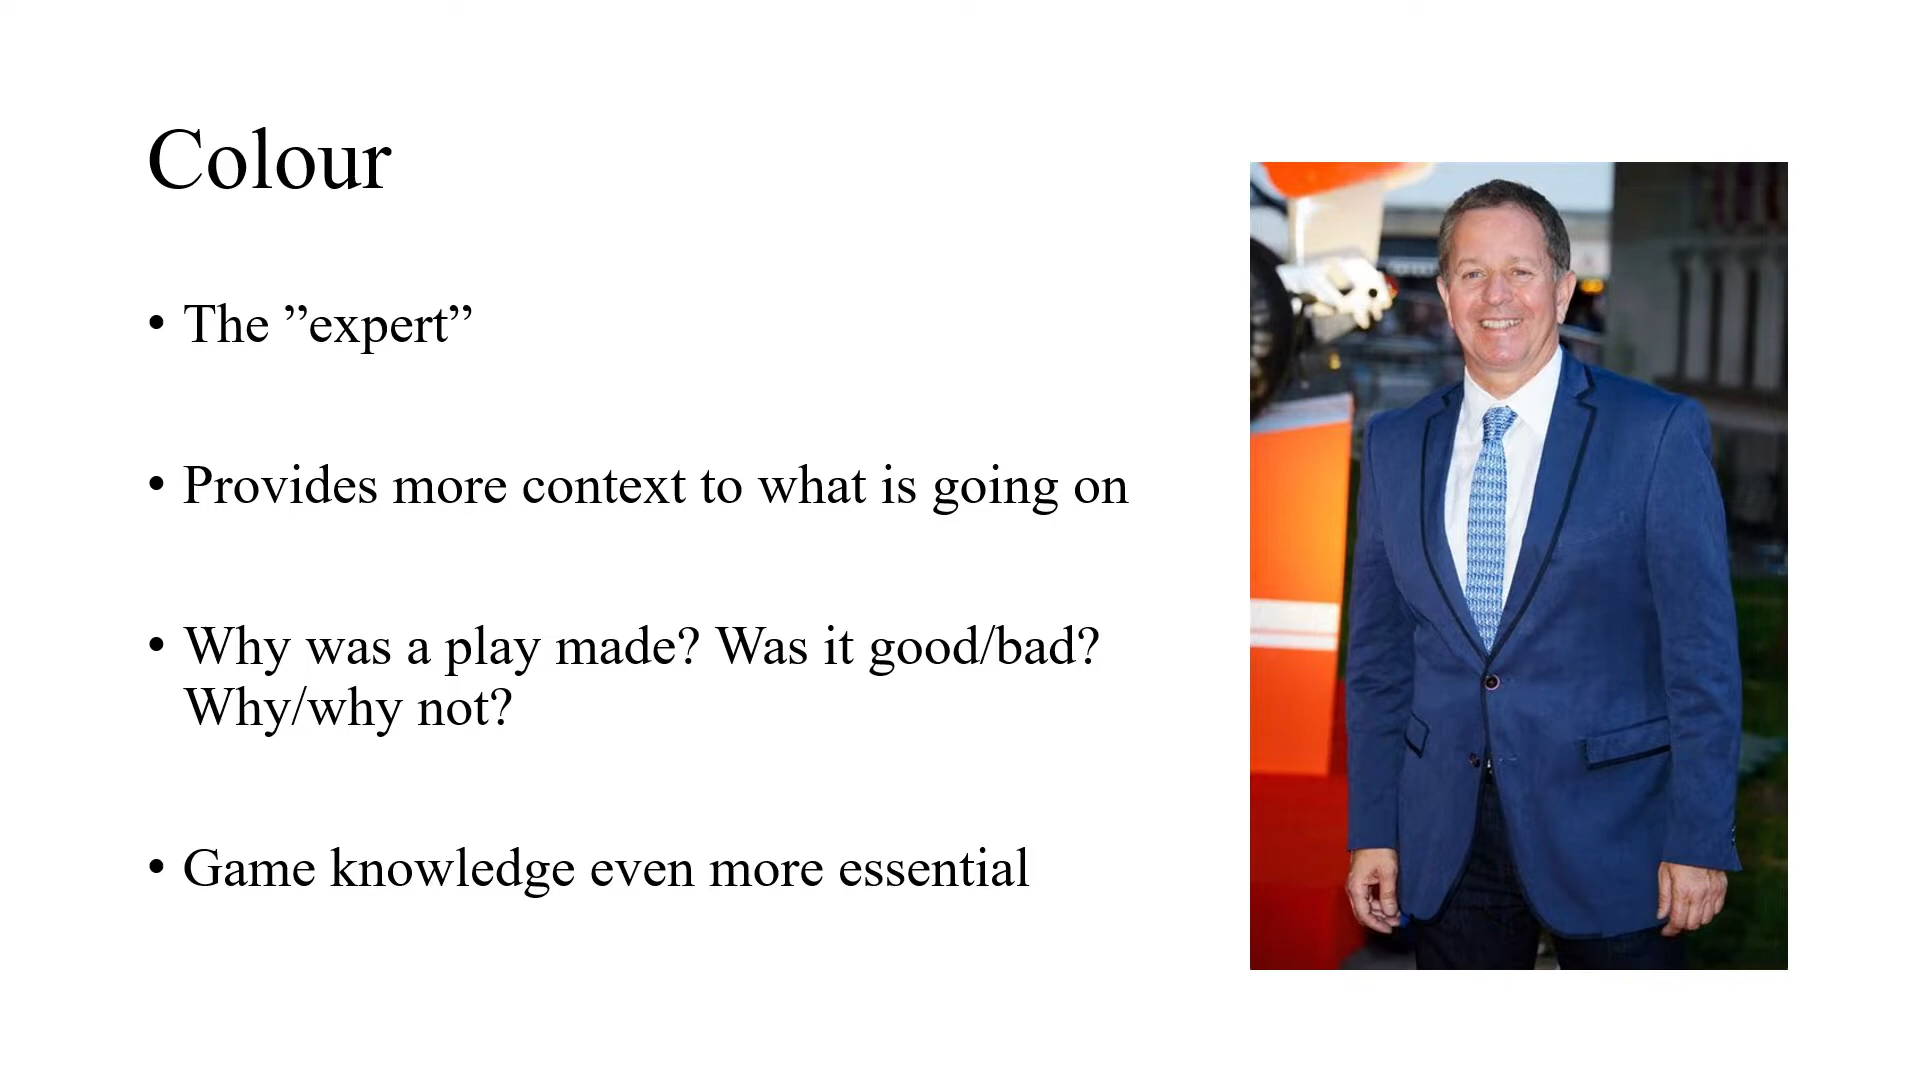 Colour
• The ”expert”
• Provides more context to what is going on
• Why was a play made? Was it good/bad?
Why/why not?
• Game knowledge even more essential